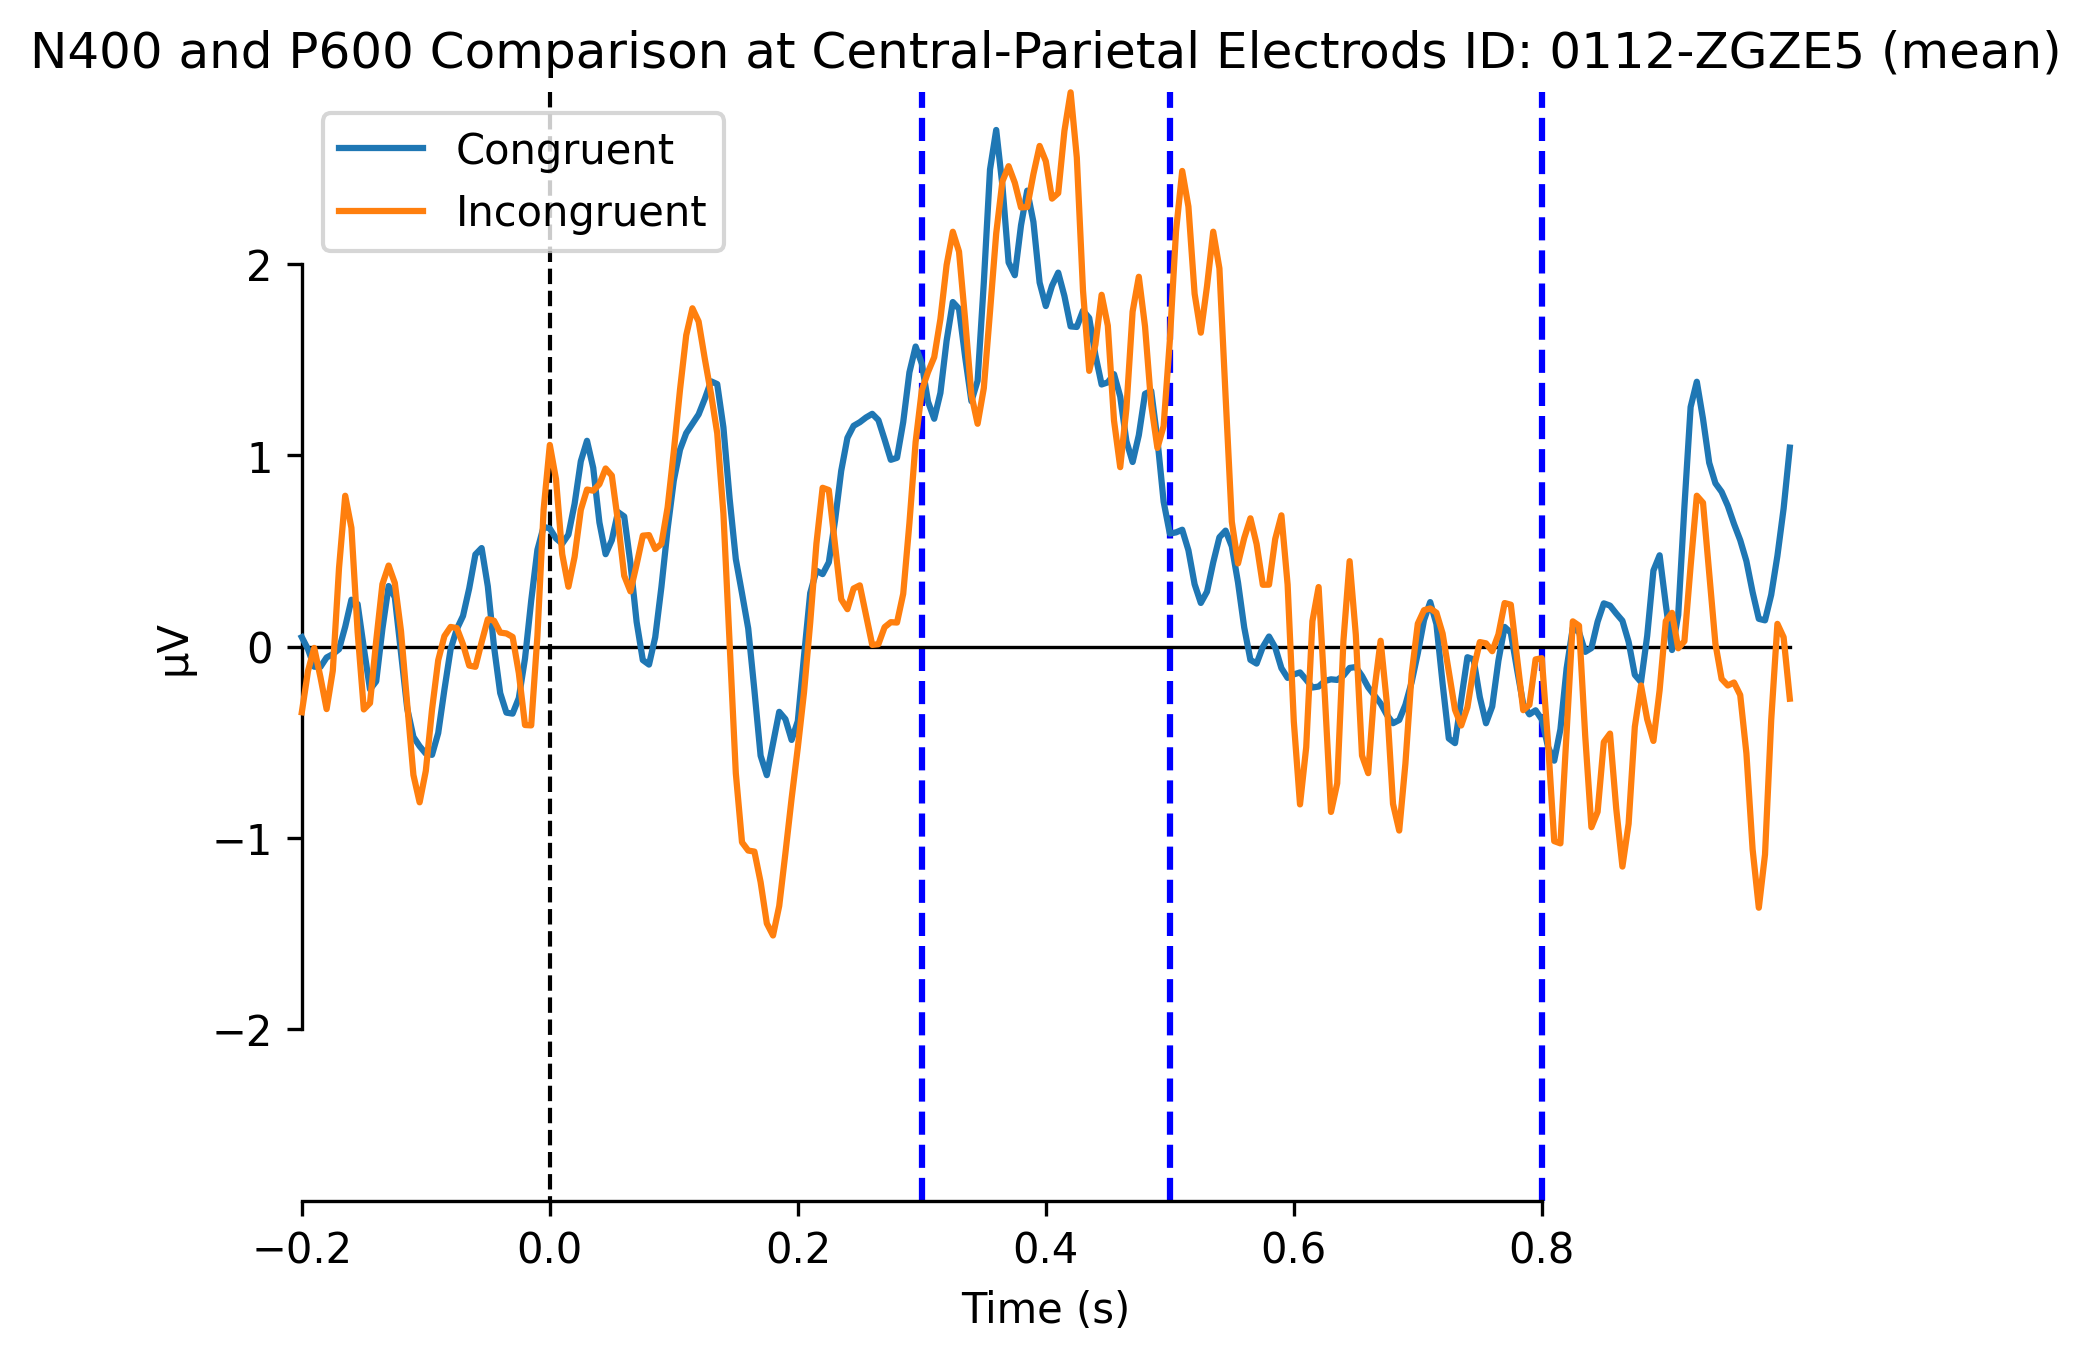 N400 and P600 Comparison at Central-Parietal Electrods ID: 0112-ZGZE5 (mean)
Congruent
Incongruent
2
1
0
−1
−2
µV
−0.2 0.0 0.2 0.4 0.6 0.8
Time (s)